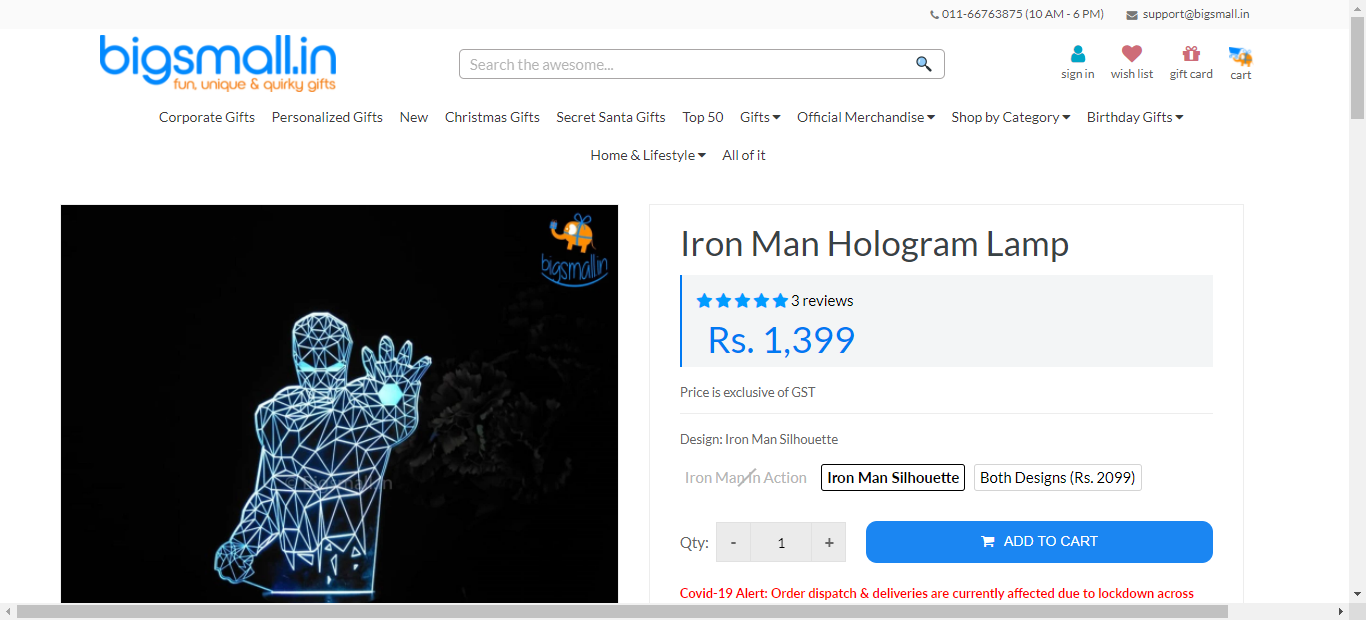 011-66763875 (10 AM - 6 PM) support@bigsmall.in
bigsmall.in
fun, unique & quirky gifts
Search the awesome...
sign in wish list gift card cart
Corporate Gifts Personalized Gifts New Christmas Gifts Secret Santa Gifts Top 50 Gifts Official Merchandise Shop by Category Birthday Gifts
Home & Lifestyle All of it
bigsmall.in
Iron Man Hologram Lamp
3 reviews
Rs. 1,399
Price is exclusive of GST
Design: Iron Man Silhouette
Iron Man In Action Iron Man Silhouette Both Designs (Rs. 2099)
Qty: - 1 + ADD TO CART
Covid-19 Alert: Order dispatch & deliveries are currently affected due to lockdown across